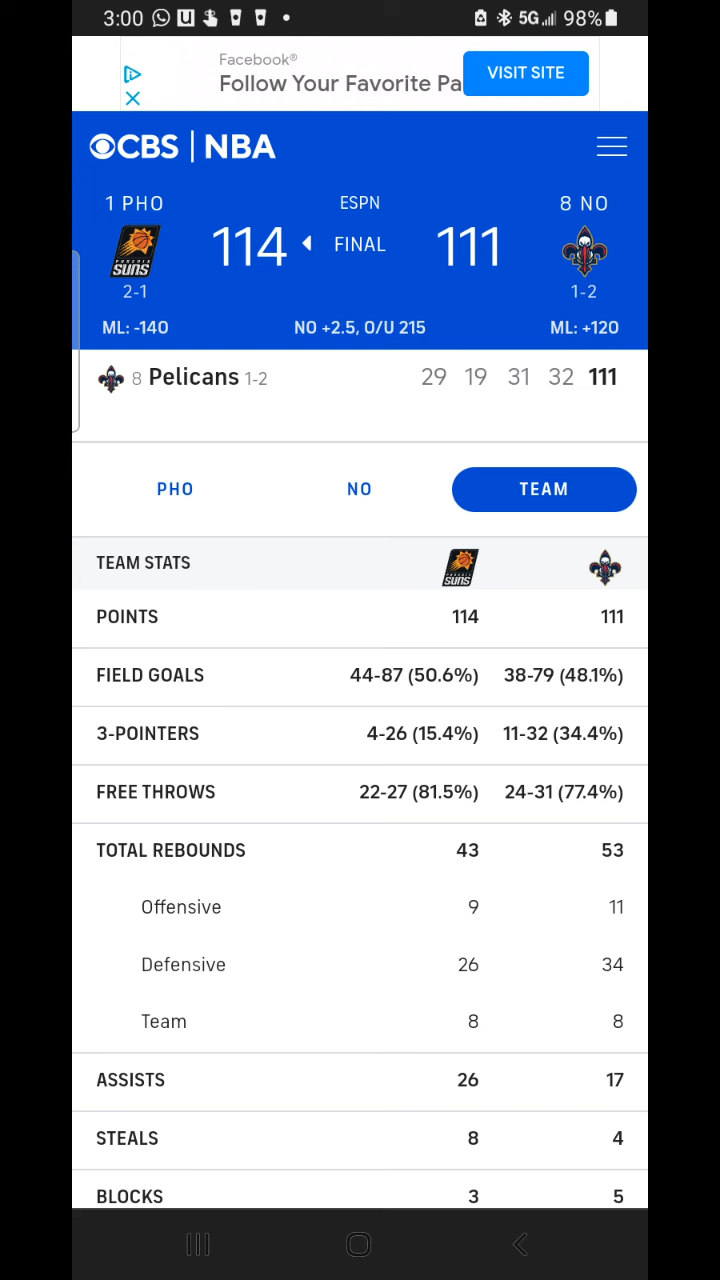 3:00 5G 98%
Facebook®
Follow Your Favorite Pa
VISIT SITE
CBS | NBA
1 PHO ESPN 8 NO
SUNS 114 FINAL 111
2-1 1-2
ML: -140 NO +2.5, O/U 215 ML: +120
8 Pelicans 1-2 29 19 31 32 111
PHO NO TEAM
TEAM STATS SUNS
POINTS 114 111
FIELD GOALS 44-87 (50.6%) 38-79 (48.1%)
3-POINTERS 4-26 (15.4%) 11-32 (34.4%)
FREE THROWS 22-27 (81.5%) 24-31 (77.4%)
TOTAL REBOUNDS 43 53
Offensive 9 11
Defensive 26 34
Team 8 8
ASSISTS 26 17
STEALS 8 4
BLOCKS 3 5